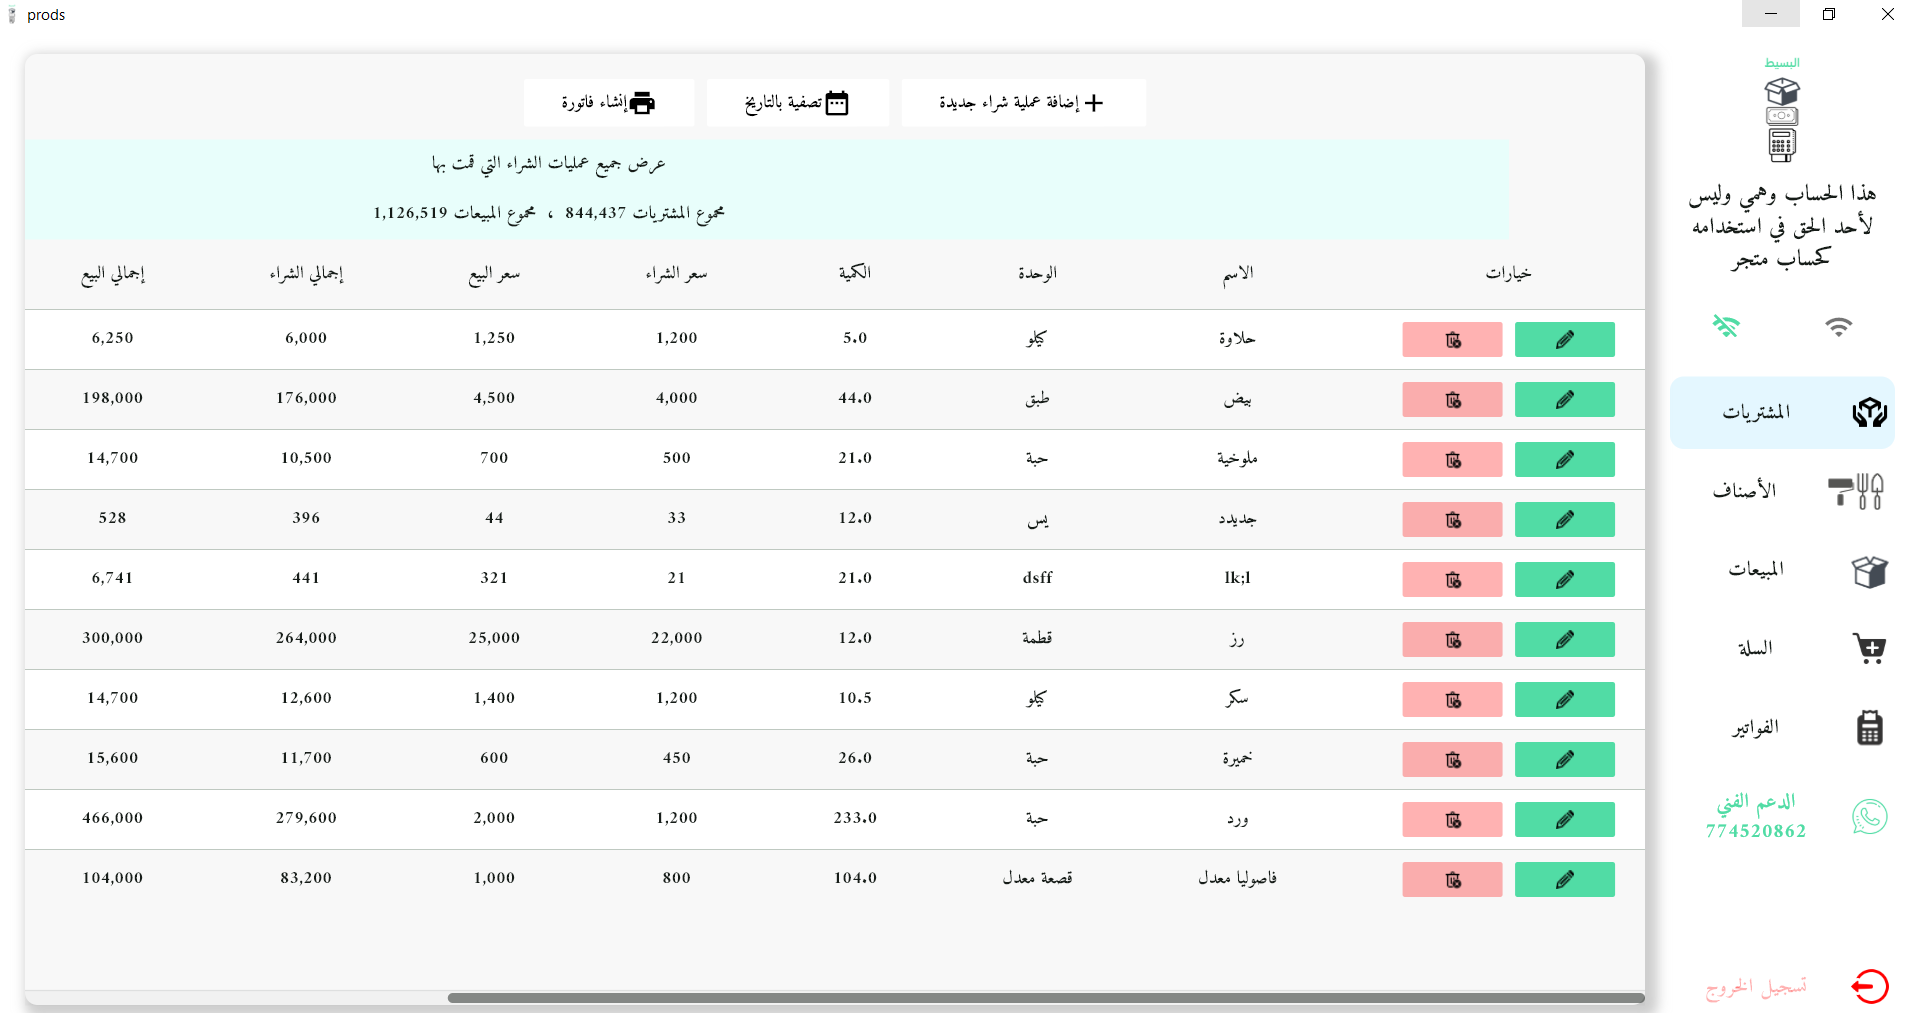 prods
البسيط
هذا الحساب وهمي وليس
لأحد الحق في استخدامه
كحساب متجر
المشتريات
الأصناف
المبيعات
السلة
الفواتير
الدعم الفني
774520862
تسجيل الخروج
إضافة عملية شراء جديدة
تصفية بالتاريخ
إنشاء فاتورة
عرض جميع عمليات الشراء التي قمت بها
مجموع المشتريات 844,437 ، مجموع المبيعات 1,126,519
خيارات الاسم الوحدة الكمية سعر الشراء سعر البيع إجمالي الشراء إجمالي البيع
حلاوة كيلو 5.0 1,200 1,250 6,000 6,250
بيض طبق 44.0 4,000 4,500 176,000 198,000
ملوخية حبة 21.0 500 700 10,500 14,700
جديدد يس 12.0 33 44 396 528
lk;l dsff 21.0 21 321 441 6,741
رز قطمة 12.0 22,000 25,000 264,000 300,000
سكر كيلو 10.5 1,200 1,400 12,600 14,700
خميرة حبة 26.0 450 600 11,700 15,600
ورد حبة 233.0 1,200 2,000 279,600 466,000
فاصوليا معدل قصعة معدل 104.0 800 1,000 83,200 104,000